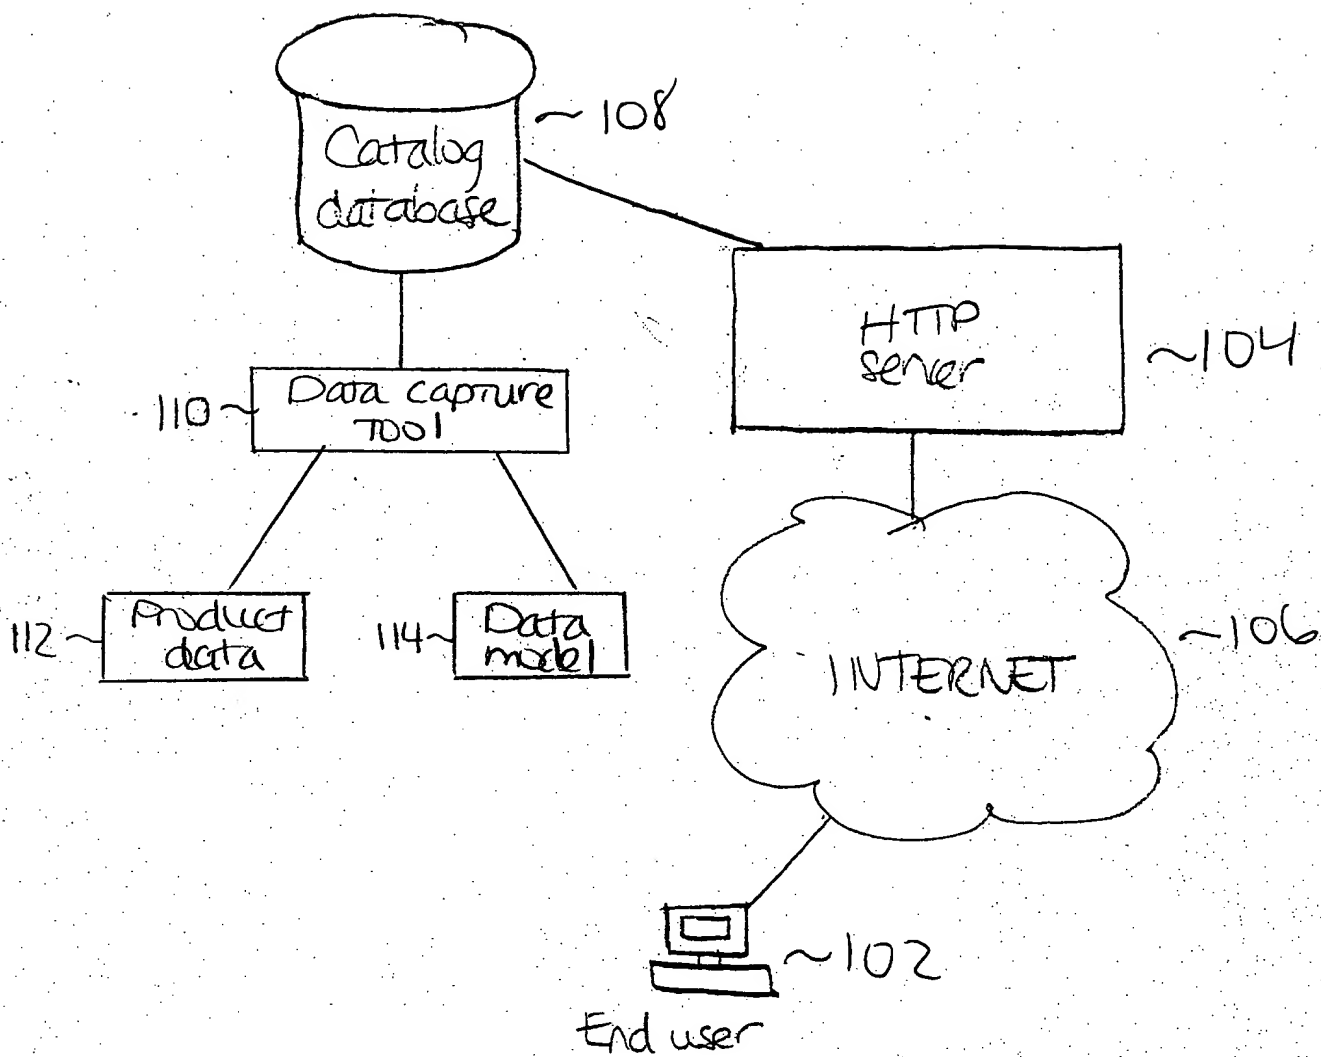 ~ 108
Catalog
database
HTTP
server
~104
110~
Data capture
TOOl
112~
Product
data
114~
Data
model
~106
INTERNET
~102
End user